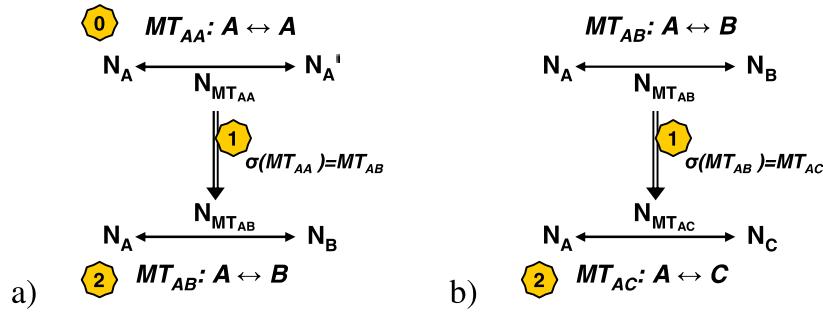 0 MT_AA: A ↔ A
N_A N_A"
N_MT_AA
1
σ(MT_AA)=MT_AB
N_MT_AB
N_A N_B
2 MT_AB: A ↔ B
a)
MT_AB: A ↔ B
N_A N_B
N_MT_AB
1
σ(MT_AB)=MT_AC
N_MT_AC
N_A N_C
2 MT_AC: A ↔ C
b)